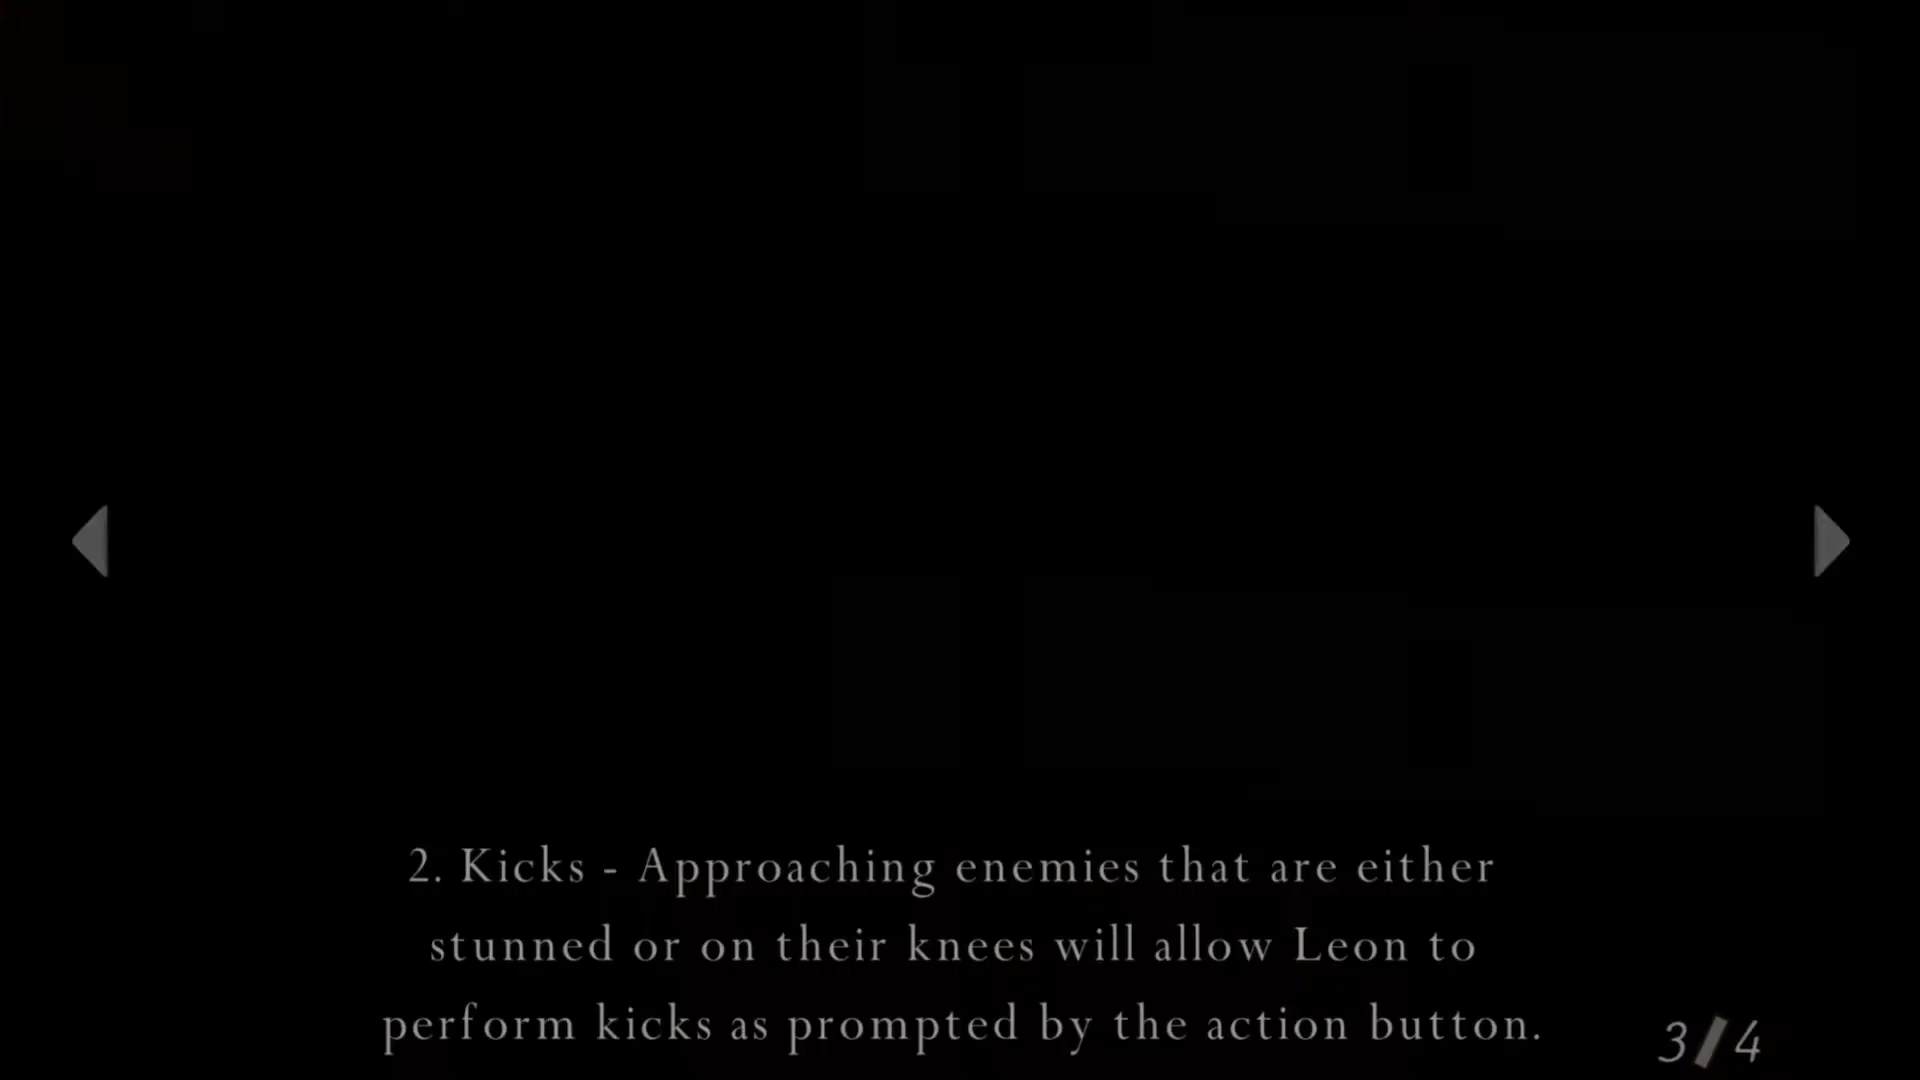 2. Kicks - Approaching enemies that are either
stunned or on their knees will allow Leon to
perform kicks as prompted by the action button.
3/4